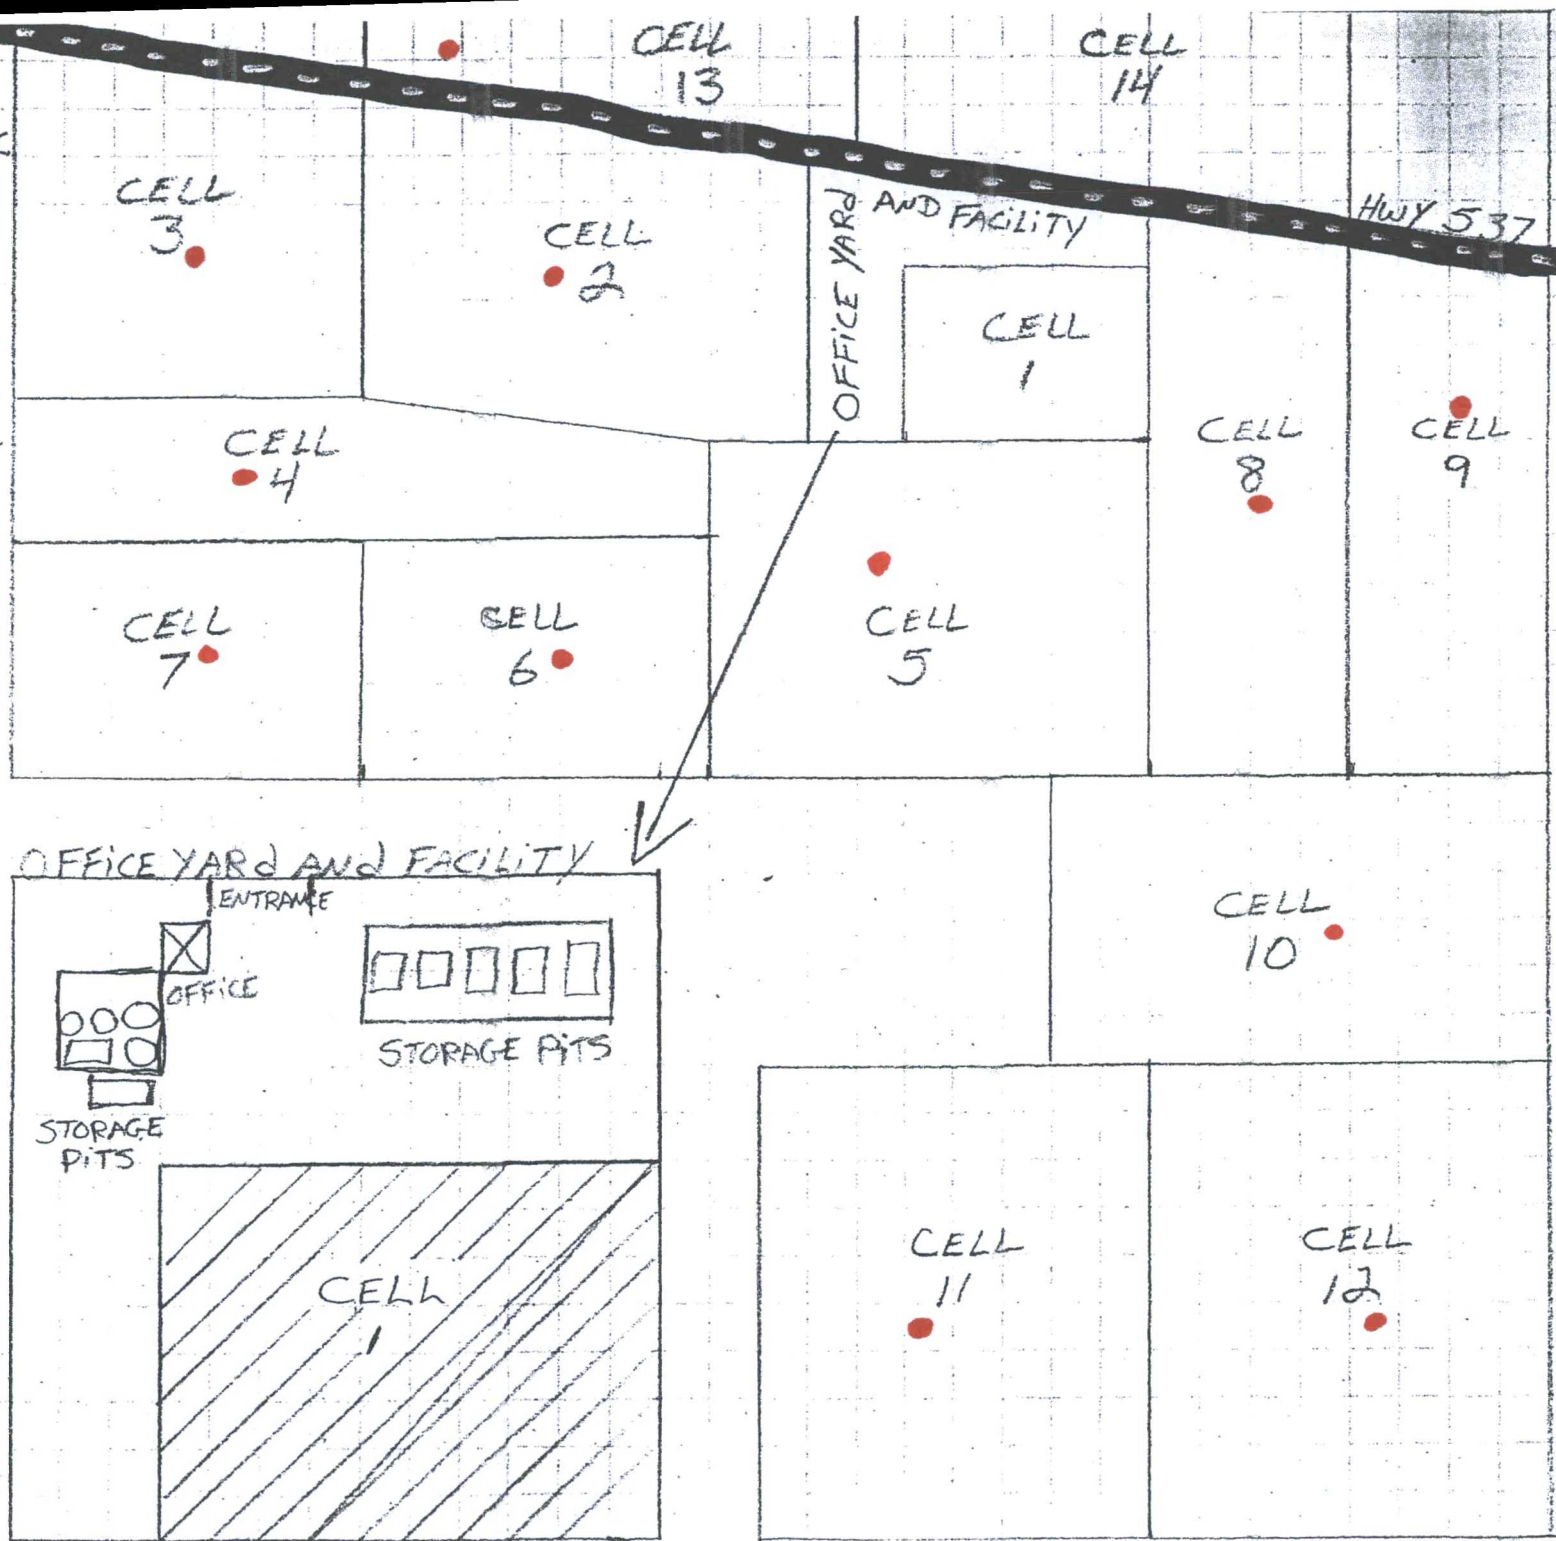 CELL
13
CELL
14
HWY 537
CELL
3
CELL
2
OFFICE YARd AND FACILITY
CELL
1
CELL
4
CELL
8
CELL
9
CELL
7
CELL
6
CELL
5
OFFICE YARd ANd FACILITY
ENTRANCE
OFFICE
STORAGE PiTS
STORAGE
PiTS
CELL
1
CELL
10
CELL
11
CELL
12